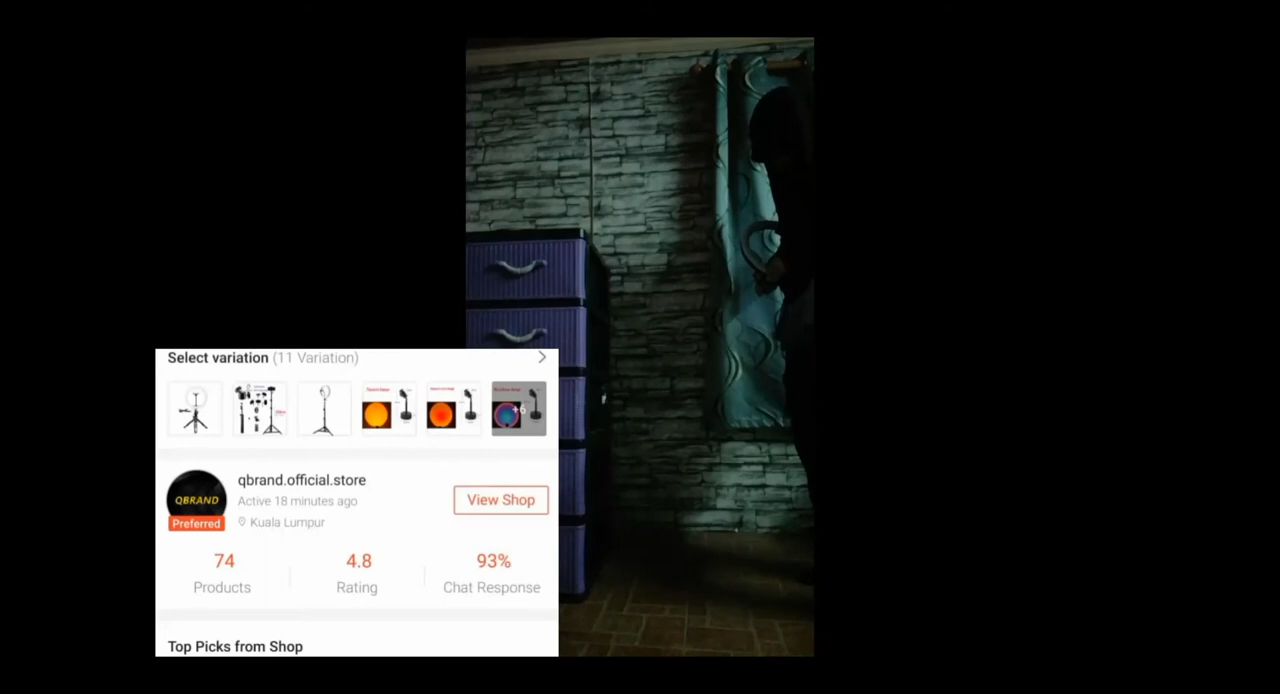 Select variation (11 Variation)
+6
QBRAND
Preferred
qbrand.official.store
Active 18 minutes ago
Kuala Lumpur
View Shop
74
Products
4.8
Rating
93%
Chat Response
Top Picks from Shop